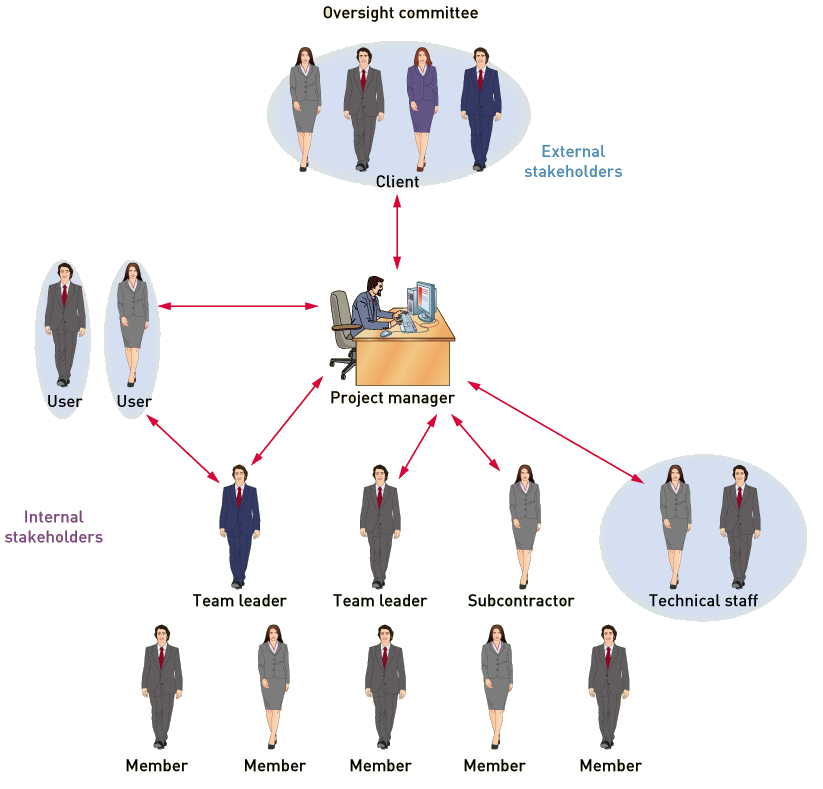 Oversight committee
External
stakeholders
Client
User
User
Project manager
Internal
stakeholders
Team leader
Team leader
Subcontractor
Technical staff
Member
Member
Member
Member
Member